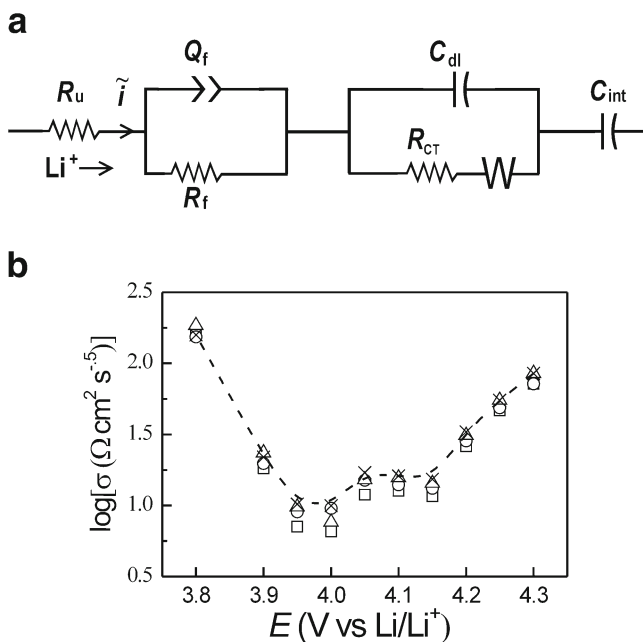 a
Q_f
C_dl
C_int
R_u
ĩ
R_CT
Li⁺ →
R_f
b
log[σ (Ω cm² s⁻·⁵)]
2.5
2.0
1.5
1.0
0.5
3.8 3.9 4.0 4.1 4.2 4.3
E (V vs Li/Li⁺)